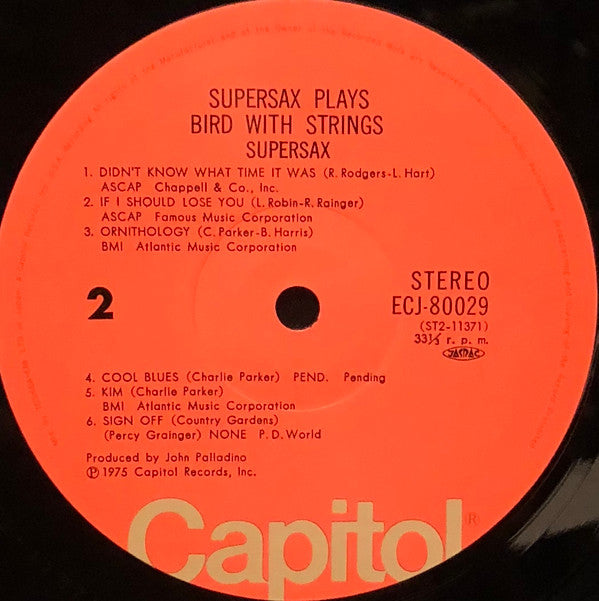 SUPERSAX PLAYS
BIRD WITH STRINGS
SUPERSAX
1. DIDN'T KNOW WHAT TIME IT WAS (R. Rodgers-L. Hart)
ASCAP Chappell & Co., Inc.
2. IF I SHOULD LOSE YOU (L. Robin-R. Rainger)
ASCAP Famous Music Corporation
3. ORNITHOLOGY (C. Parker-B. Harris)
BMI Atlantic Music Corporation
2
STEREO
ECJ-80029
(ST2-11371)
33⅓ r. p. m.
JASRAC
4. COOL BLUES (Charlie Parker) PEND. Pending
5. KIM (Charlie Parker)
BMI Atlantic Music Corporation
6. SIGN OFF (Country Gardens)
(Percy Grainger) NONE P. D. World
Produced by John Palladino
Ⓟ 1975 Capitol Records, Inc.
Capitol®